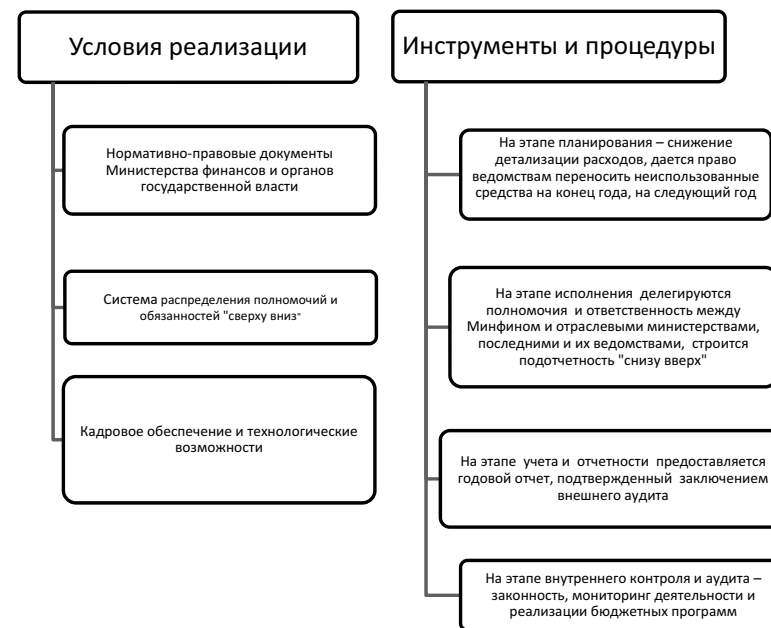 Условия реализации
Нормативно-правовые документы
Министерства финансов и органов
государственной власти
Система распределения полномочий и
обязанностей "сверху вниз"
Кадровое обеспечение и технологические
возможности
Инструменты и процедуры
На этапе планирования – снижение
детализации расходов, дается право
ведомствам переносить неиспользованные
средства на конец года, на следующий год
На этапе исполнения делегируются
полномочия и ответственность между
Минфином и отраслевыми министерствами,
последними и их ведомствами, строится
подотчетность "снизу вверх"
На этапе учета и отчетности предоставляется
годовой отчет, подтвержденный заключением
внешнего аудита
На этапе внутреннего контроля и аудита –
законность, мониторинг деятельности и
реализации бюджетных программ